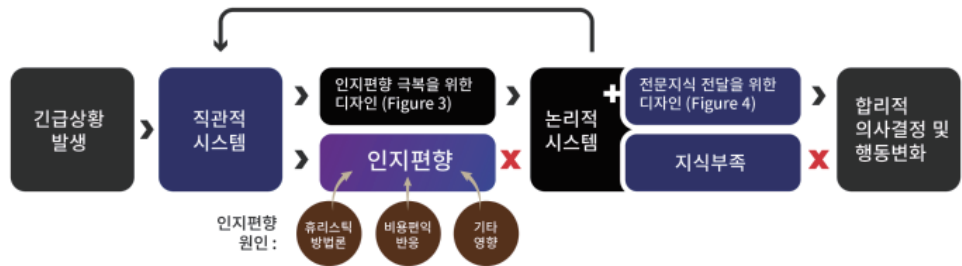 긴급상황
발생
직관적
시스템
인지편향 극복을 위한
디자인 (Figure 3)
인지편향
논리적
시스템
전문지식 전달을 위한
디자인 (Figure 4)
지식부족
합리적
의사결정 및
행동변화
인지편향
원인 :
휴리스틱
방법론
비용편익
반응
기타
영향